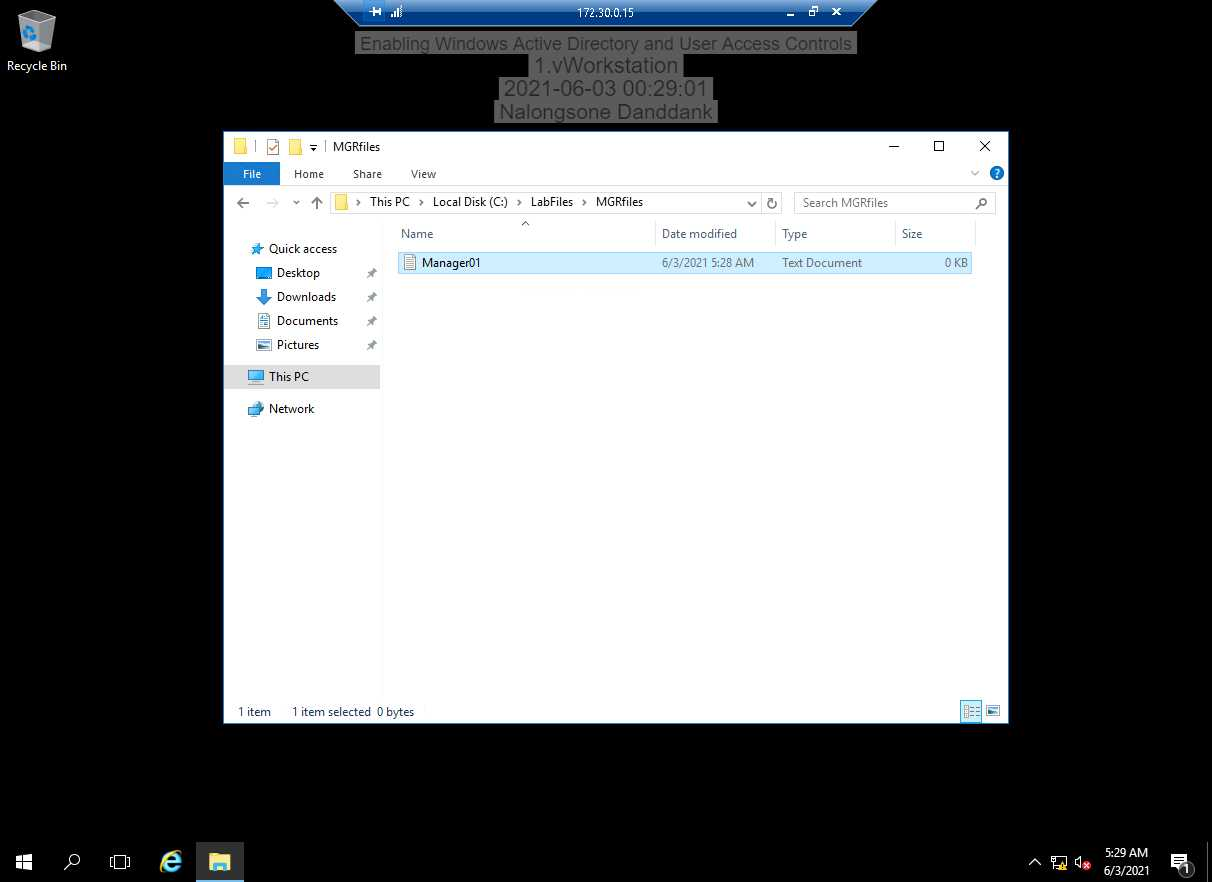 172.30.0.15
Recycle Bin
Enabling Windows Active Directory and User Access Controls
1.vWorkstation
2021-06-03 00:29:01
Nalongsone Danddank
MGRfiles
File Home Share View
This PC > Local Disk (C:) > LabFiles > MGRfiles
Search MGRfiles
Name Date modified Type Size
Manager01 6/3/2021 5:28 AM Text Document 0 KB
Quick access
Desktop
Downloads
Documents
Pictures
This PC
Network
1 item 1 item selected 0 bytes
5:29 AM
6/3/2021
1